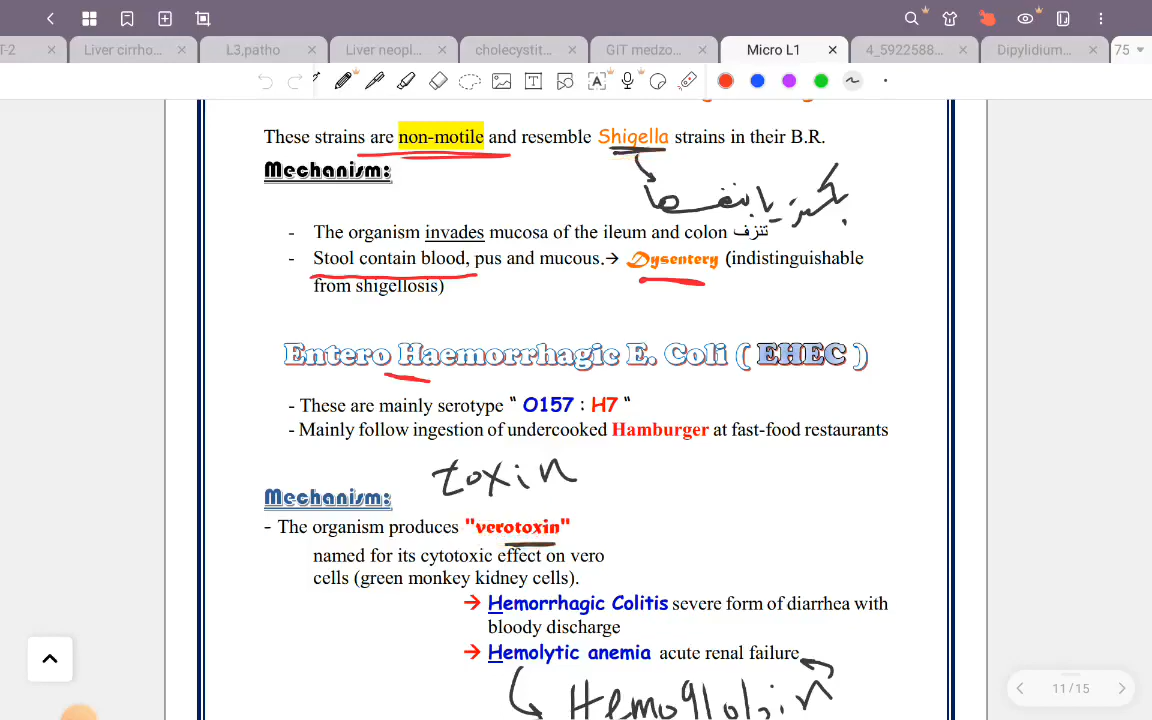 T-2
Liver cirrho...
L3,patho
Liver neopl...
cholecystit...
GIT medzo...
Micro L1
4_5922588...
Dipylidium...
75
These strains are non-motile and resemble Shigella strains in their B.R.
Mechanism:
- The organism invades mucosa of the ileum and colon تنزف
- Stool contain blood, pus and mucous.→ Dysentery (indistinguishable
from shigellosis)
Entero Haemorrhagic E. Coli ( EHEC )
- These are mainly serotype “ O157 : H7 “
- Mainly follow ingestion of undercooked Hamburger at fast-food restaurants
toxin
Mechanism:
- The organism produces "verotoxin"
named for its cytotoxic effect on vero
cells (green monkey kidney cells).
→ Hemorrhagic Colitis severe form of diarrhea with
bloody discharge
→ Hemolytic anemia acute renal failure
Hemoglobin
11/15